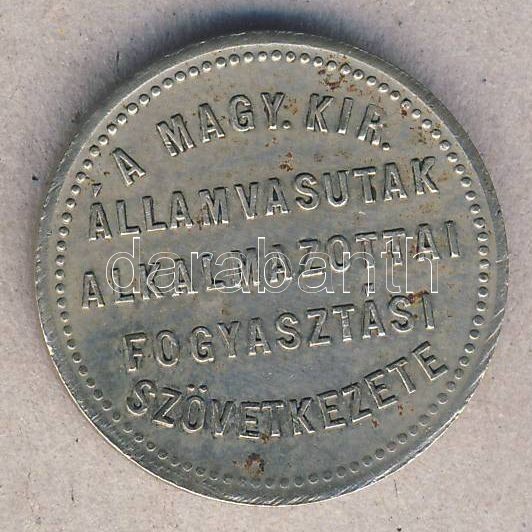 A MAGY. KIR.
ÁLLAMVASUTAK
ALKALMAZOTTAI
FOGYASZTÁSI
SZÖVETKEZETE
darabanth